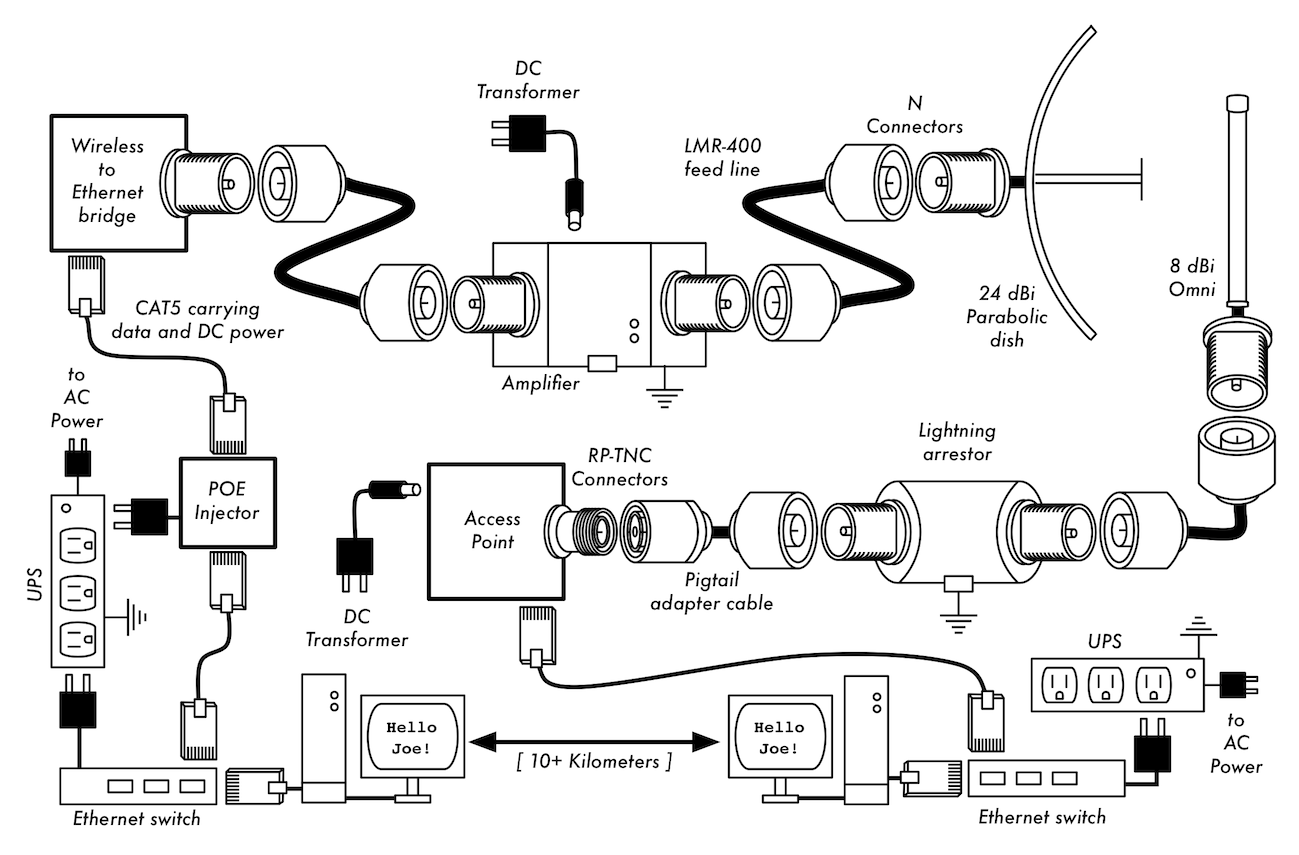 DC
Transformer
N
Connectors
Wireless
to
Ethernet
bridge
LMR-400
feed line
8 dBi
Omni
24 dBi
Parabolic
dish
CAT5 carrying
data and DC power
Amplifier
to
AC
Power
POE
Injector
UPS
RP-TNC
Connectors
Access
Point
Lightning
arrestor
Pigtail
adapter cable
DC
Transformer
UPS
to
AC
Power
Hello
Joe!
[ 10+ Kilometers ]
Hello
Joe!
Ethernet switch
Ethernet switch